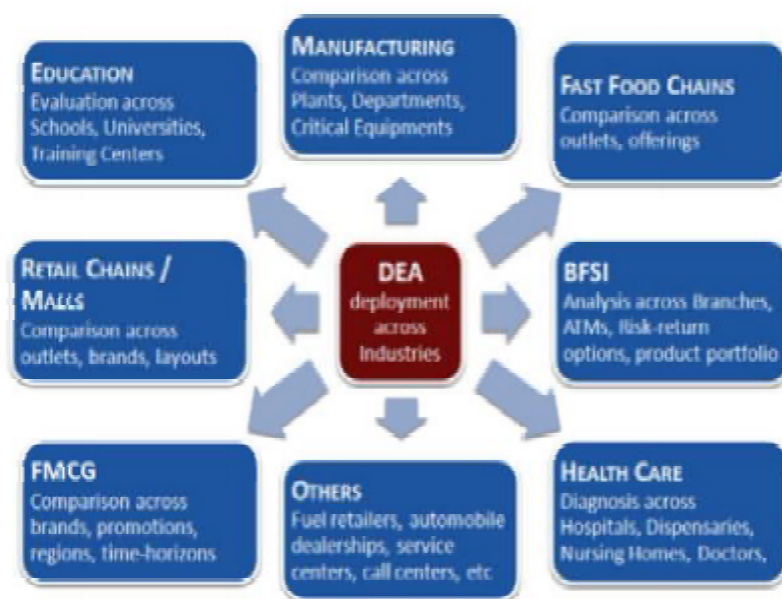 EDUCATION
Evaluation across
Schools, Universities,
Training Centers
MANUFACTURING
Comparison across
Plants, Departments,
Critical Equipments
FAST FOOD CHAINS
Comparison across
outlets, offerings
RETAIL CHAINS /
MALLS
Comparison across
outlets, brands, layouts
DEA
deployment
across
Industries
BFSI
Analysis across Branches,
ATMs, Risk-return
options, product portfolio
FMCG
Comparison across
brands, promotions,
regions, time-horizons
OTHERS
Fuel retailers, automobile
dealerships, service
centers, call centers, etc
HEALTH CARE
Diagnosis across
Hospitals, Dispensaries,
Nursing Homes, Doctors,